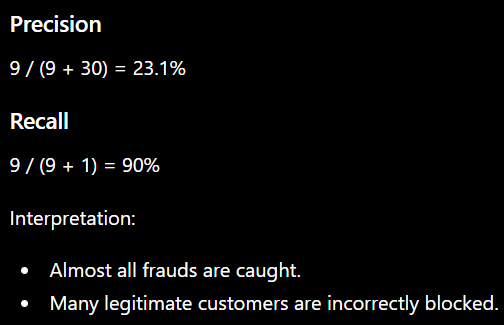 Precision
9 / (9 + 30) = 23.1%
Recall
9 / (9 + 1) = 90%
Interpretation:
• Almost all frauds are caught.
• Many legitimate customers are incorrectly blocked.